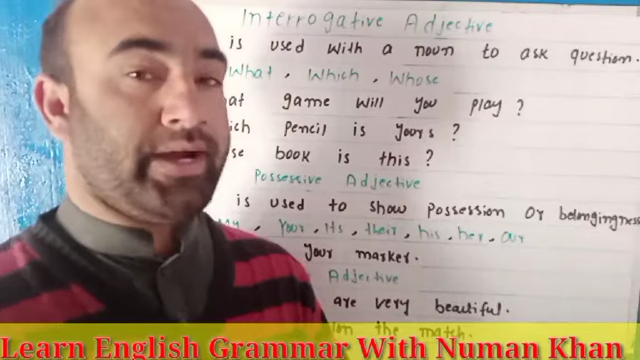 Interrogative Adjective
is used with a noun to ask question.
What, Which, Whose
game will you play?
pencil is yours?
book is this?
Possessive Adjective
is used to show possession or belongingness
your, its, their, his, her, our
your marker.
Adjective
are very beautiful.
the match.
Learn English Grammar With Numan Khan